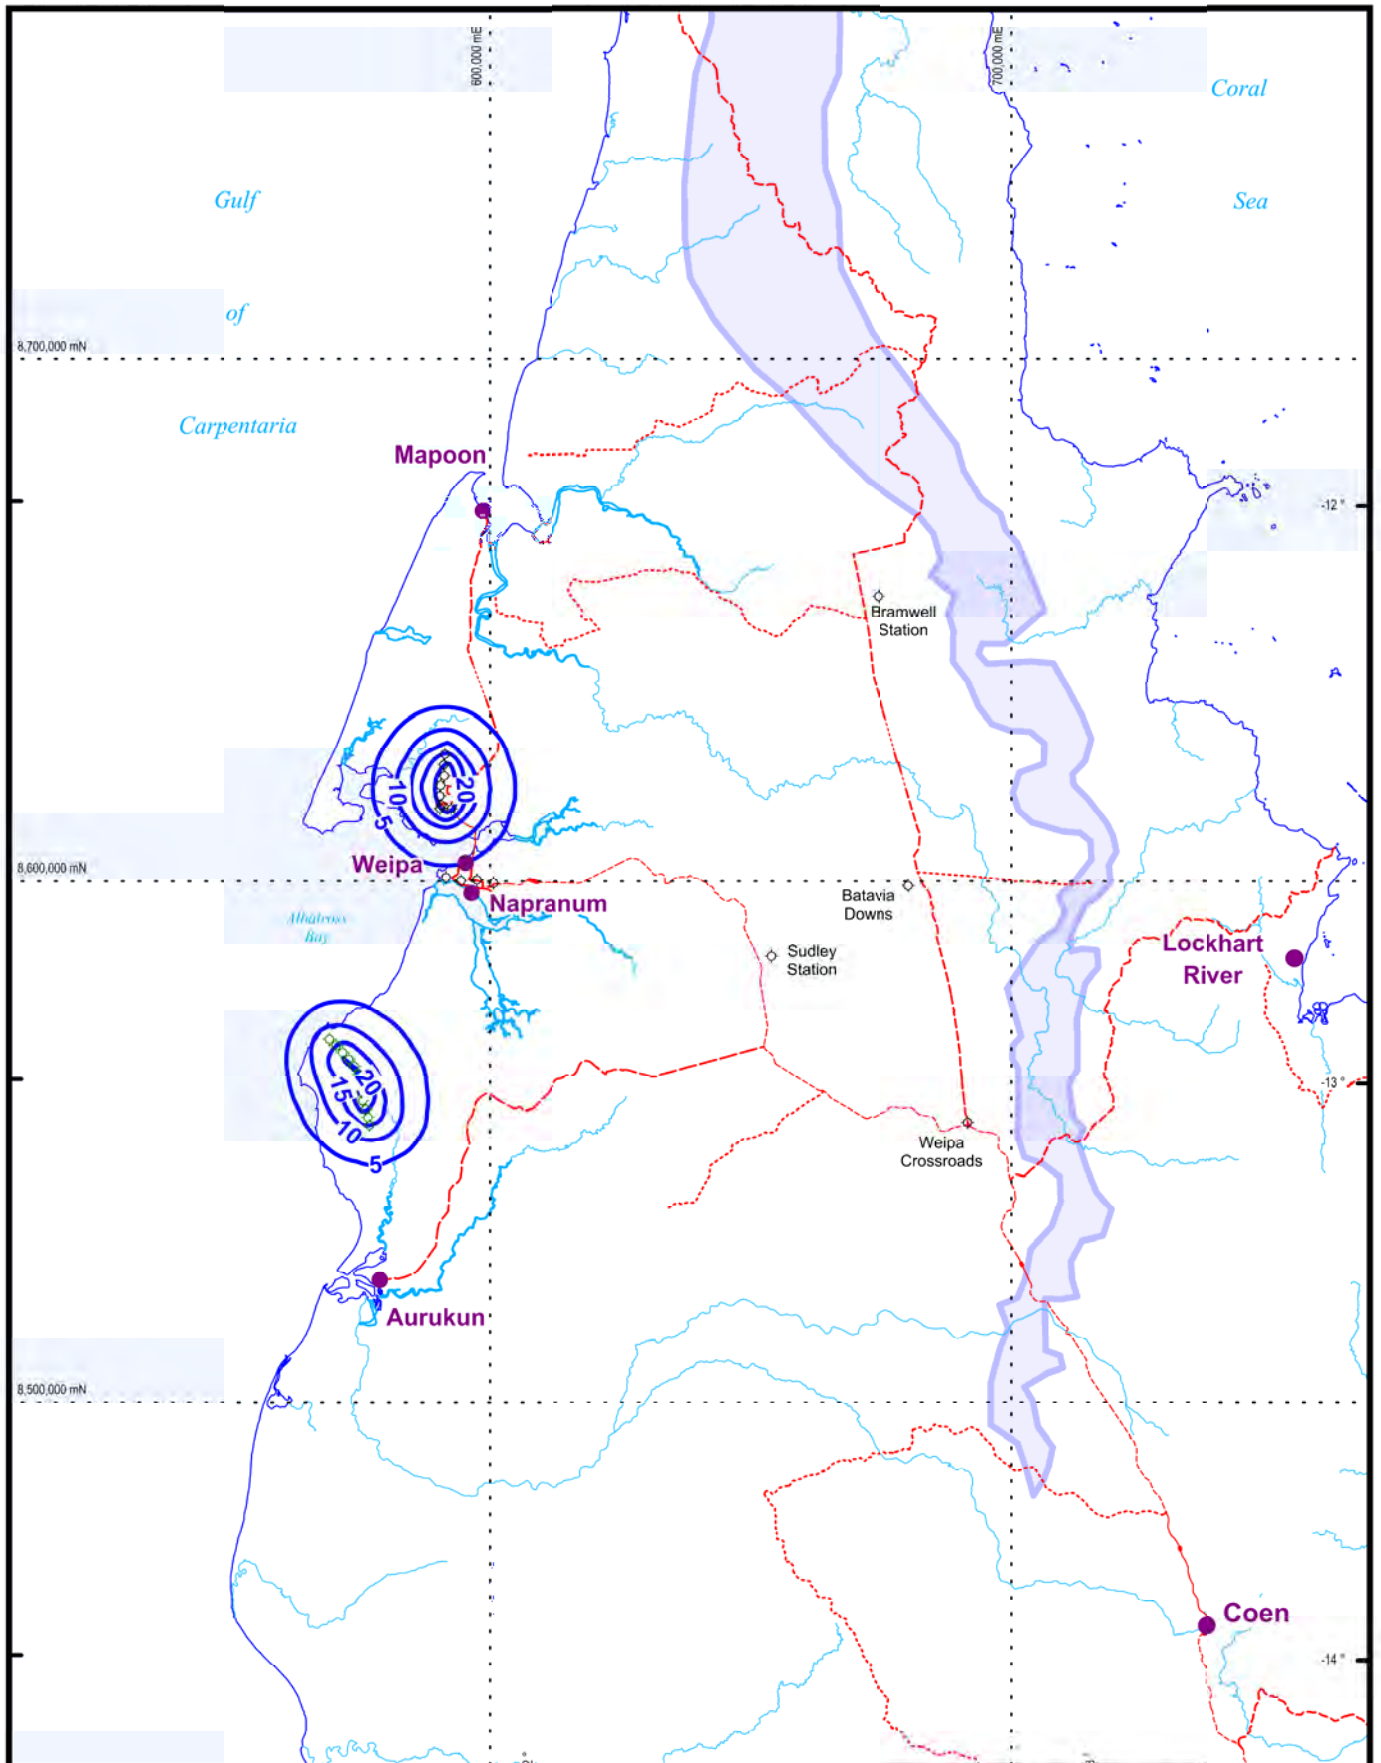 600,000 mE
700,000 mE
Coral
Sea
Gulf
of
Carpentaria
8,700,000 mN
Mapoon
-12°
Bramwell
Station
20
10
5
Weipa
8,600,000 mN
Napranum
Albatross
Bay
Batavia
Downs
Sudley
Station
Lockhart
River
20
15
10
5
-13°
Weipa
Crossroads
Aurukun
8,500,000 mN
Coen
-14°